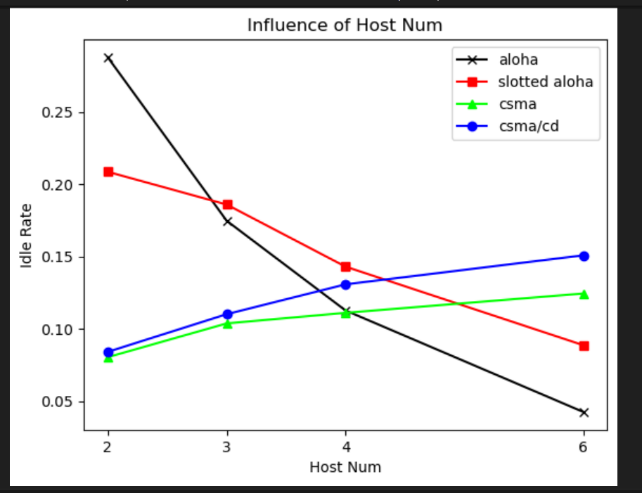 Influence of Host Num
aloha
slotted aloha
csma
csma/cd
0.25
0.20
0.15
0.10
0.05
Idle Rate
2 3 4 6
Host Num